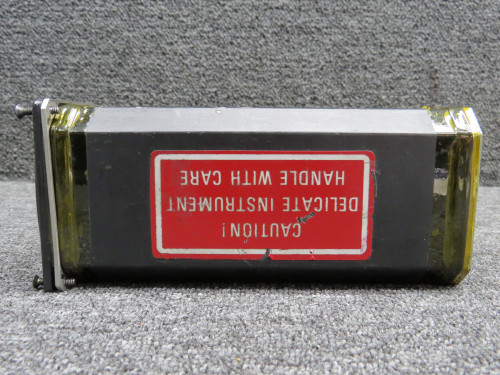 CAUTION!
DELICATE INSTRUMENT
HANDLE WITH CARE